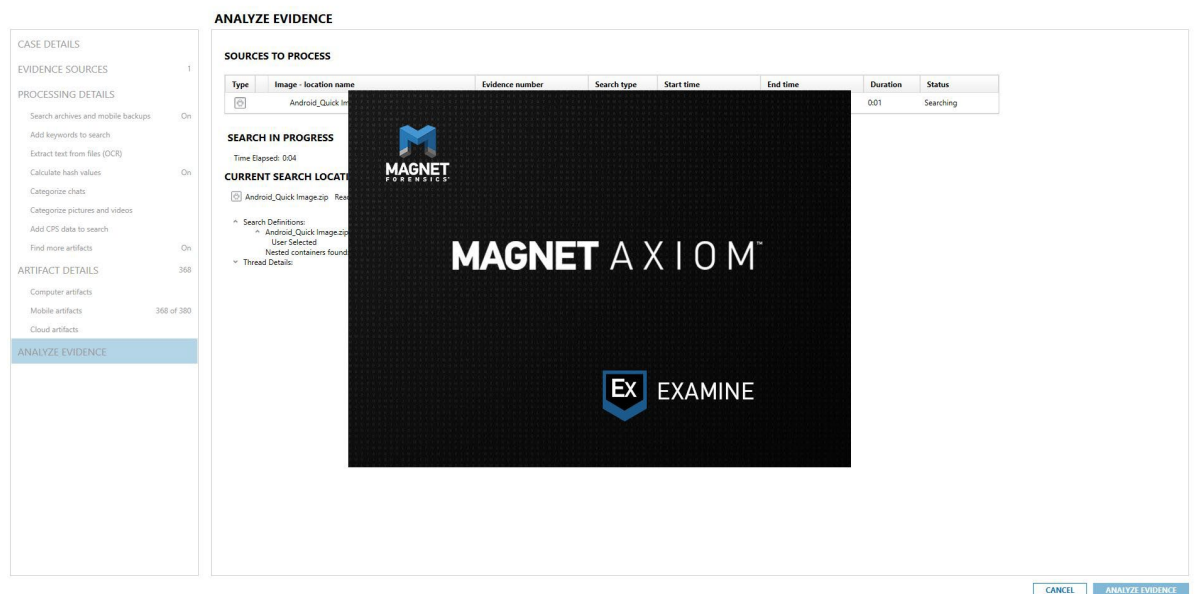 ANALYZE EVIDENCE
CASE DETAILS
EVIDENCE SOURCES 1
PROCESSING DETAILS
Search archives and mobile backups On
Add keywords to search
Extract text from files (OCR)
Calculate hash values On
Categorize chats
Categorize pictures and videos
Add CPS data to search
Find more artifacts On
ARTIFACT DETAILS 368
Computer artifacts
Mobile artifacts 368 of 380
Cloud artifacts
ANALYZE EVIDENCE
SOURCES TO PROCESS
Type Image - location name Evidence number Search type Start time End time Duration Status
Android_Quick Im 0:01 Searching
SEARCH IN PROGRESS
Time Elapsed: 0:04
CURRENT SEARCH LOCATI
Android_Quick Image.zip Rea
Search Definitions:
Android_Quick Image.zip
User Selected
Nested containers found:
Thread Details:
MAGNET
FORENSICS
MAGNET AXIOM™
Ex EXAMINE
CANCEL ANALYZE EVIDENCE